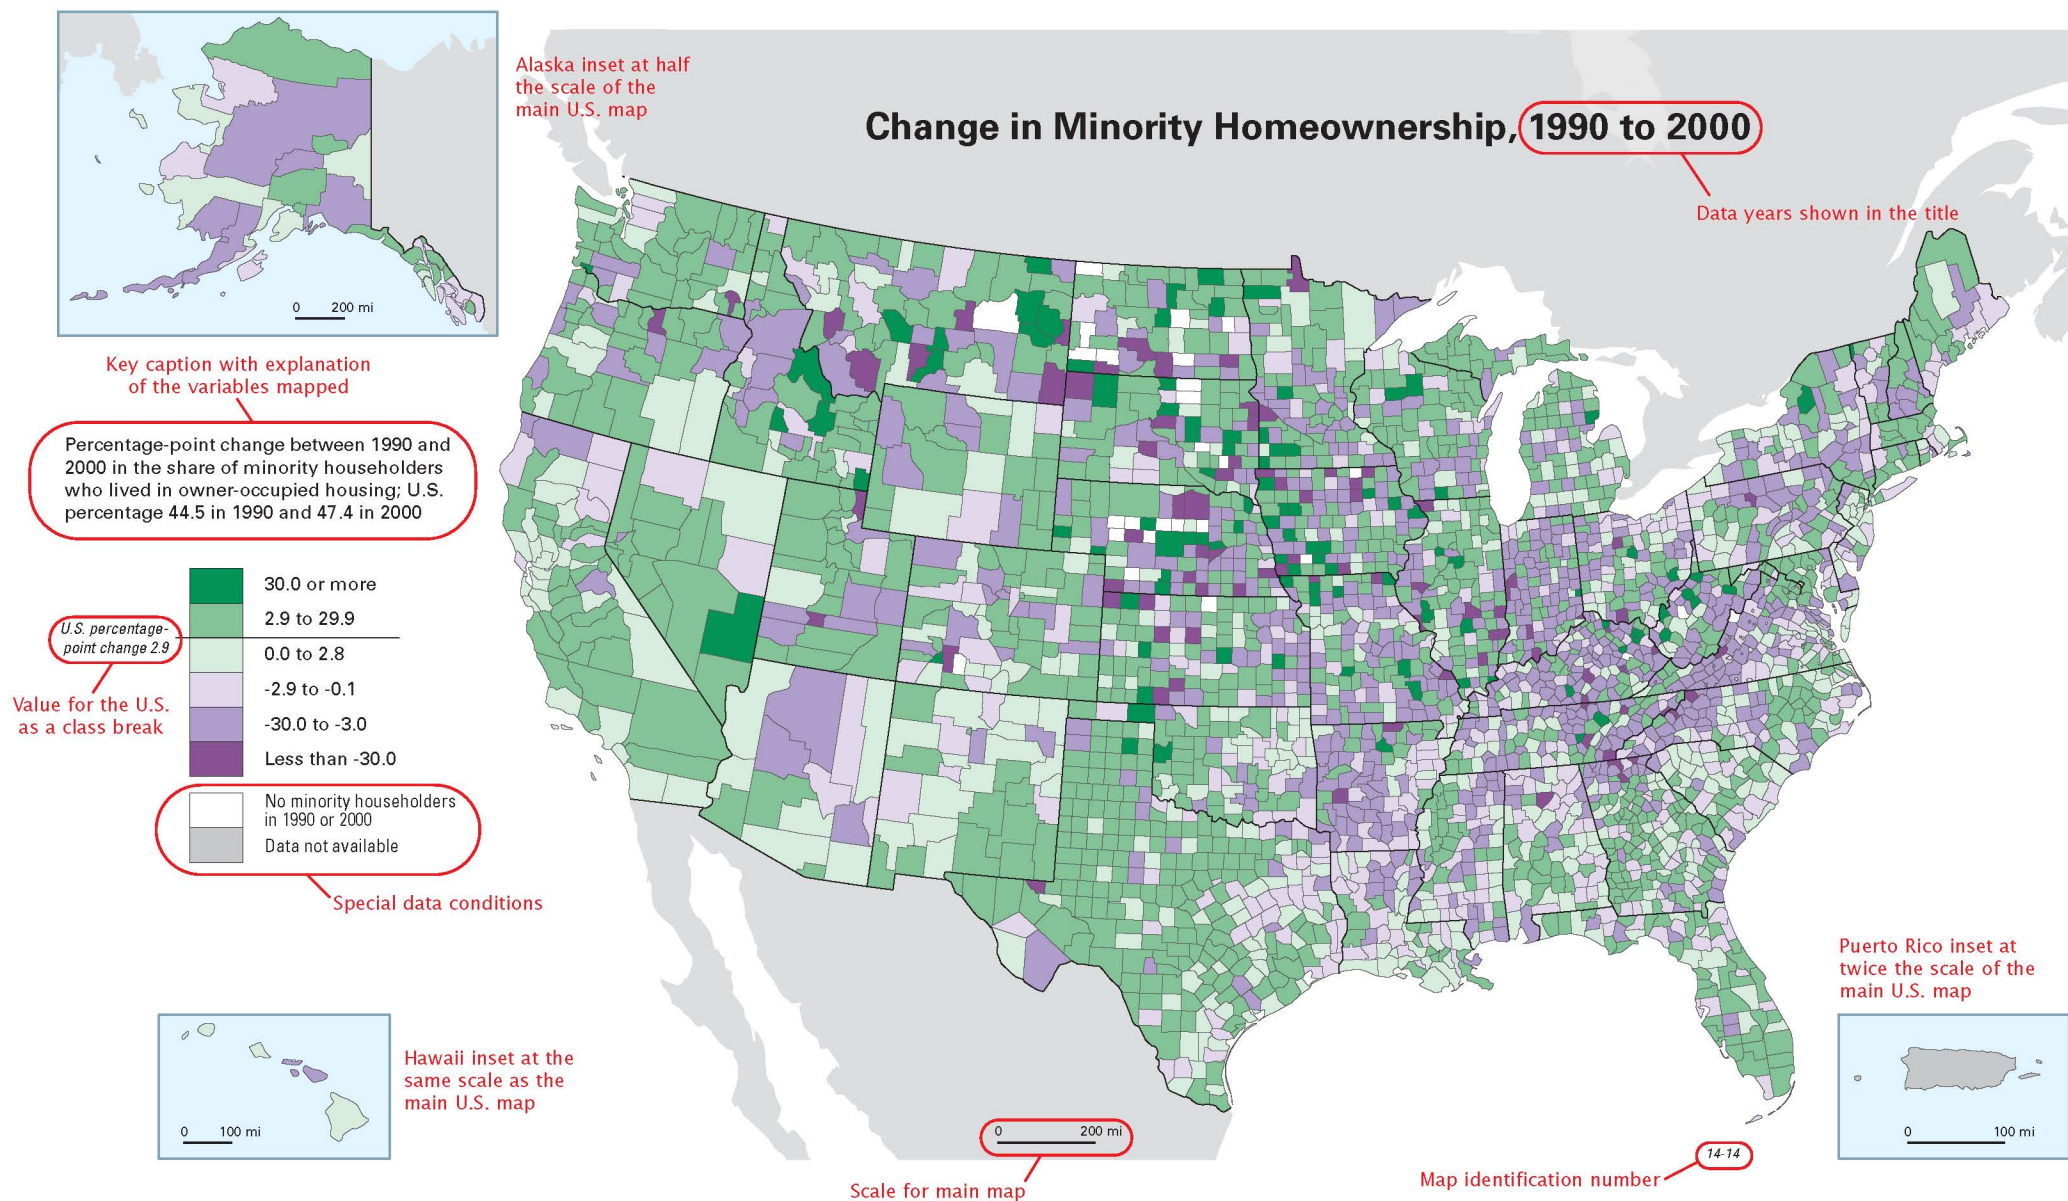 Alaska inset at half
the scale of the
main U.S. map
Change in Minority Homeownership, 1990 to 2000
Data years shown in the title
0 200 mi
Key caption with explanation
of the variables mapped
Percentage-point change between 1990 and
2000 in the share of minority householders
who lived in owner-occupied housing; U.S.
percentage 44.5 in 1990 and 47.4 in 2000
30.0 or more
2.9 to 29.9
U.S. percentage-
point change 2.9
0.0 to 2.8
-2.9 to -0.1
-30.0 to -3.0
Less than -30.0
Value for the U.S.
as a class break
No minority householders
in 1990 or 2000
Data not available
Special data conditions
Hawaii inset at the
same scale as the
main U.S. map
0 100 mi
0 200 mi
Scale for main map
Puerto Rico inset at
twice the scale of the
main U.S. map
0 100 mi
14-14
Map identification number